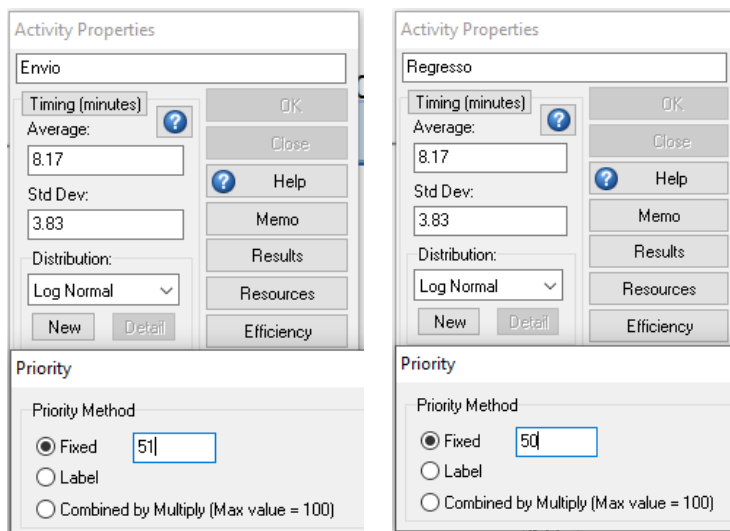 Activity Properties
Envio
Timing (minutes)
OK
Average:
Close
8.17
Help
Std Dev:
3.83
Memo
Distribution:
Results
Log Normal
Resources
New
Detail
Efficiency
Priority
Priority Method
Fixed
51
Label
Combined by Multiply (Max value = 100)
Activity Properties
Regresso
Timing (minutes)
OK
Average:
Close
8.17
Help
Std Dev:
3.83
Memo
Distribution:
Results
Log Normal
Resources
New
Detail
Efficiency
Priority
Priority Method
Fixed
50
Label
Combined by Multiply (Max value = 100)